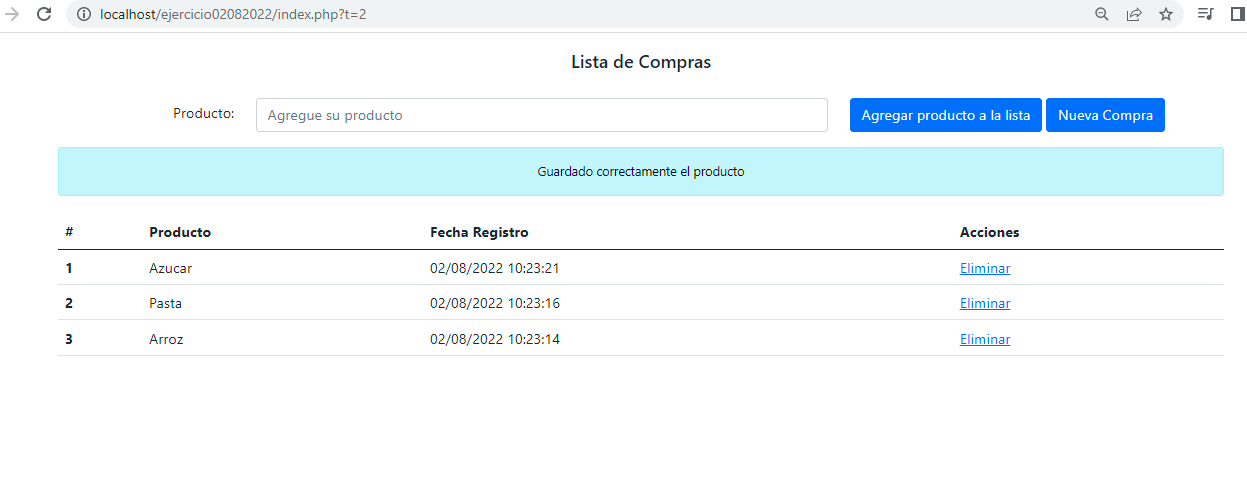 localhost/ejercicio02082022/index.php?t=2
Lista de Compras
Producto: Agregue su producto Agregar producto a la lista Nueva Compra
Guardado correctamente el producto
# Producto Fecha Registro Acciones
1 Azucar 02/08/2022 10:23:21 Eliminar
2 Pasta 02/08/2022 10:23:16 Eliminar
3 Arroz 02/08/2022 10:23:14 Eliminar